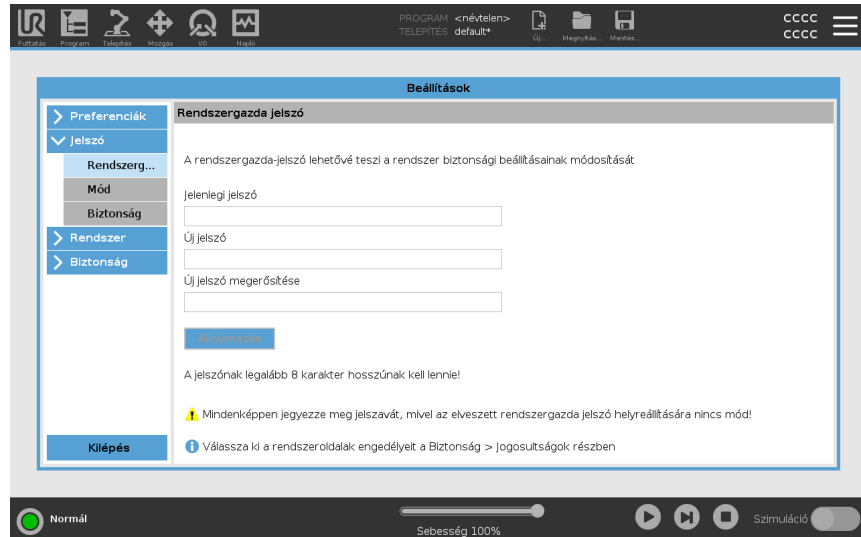 PROGRAM <névtelen>
TELEPÍTÉS default*
cccc
cccc
Futtatás Program Telepítés Mozgás I/O Napló Új... Megnyitás... Mentés...
Beállítások
Preferenciák
Jelszó
Rendszerg...
Mód
Biztonság
Rendszer
Biztonság
Kilépés
Rendszergazda jelszó
A rendszergazda-jelszó lehetővé teszi a rendszer biztonsági beállításainak módosítását
Jelenlegi jelszó
Új jelszó
Új jelszó megerősítése
Alkalmazás
A jelszónak legalább 8 karakter hosszúnak kell lennie!
Mindenképpen jegyezze meg jelszavát, mivel az elveszett rendszergazda jelszó helyreállítására nincs mód!
Válassza ki a rendszeroldalak engedélyeit a Biztonság > Jogosultságok részben
Normál
Sebesség 100%
Szimuláció